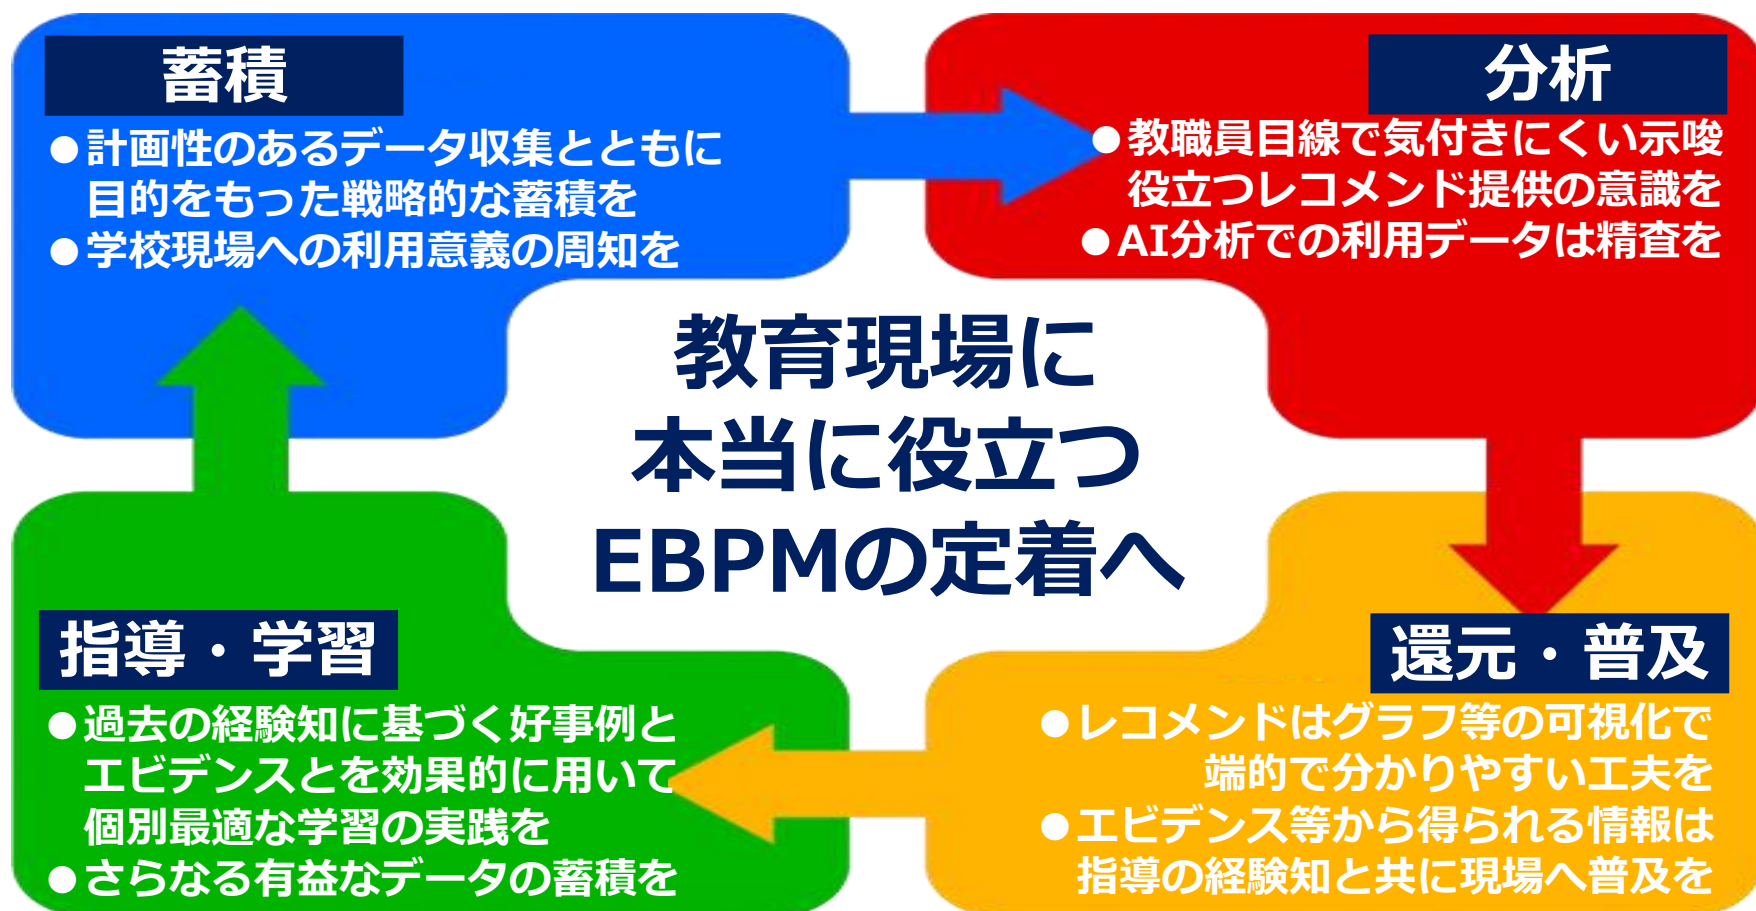 蓄積
●計画性のあるデータ収集とともに
目的をもった戦略的な蓄積を
●学校現場への利用意義の周知を
分析
●教職員目線で気付きにくい示唆
役立つレコメンド提供の意識を
●AI分析での利用データは精査を
教育現場に
本当に役立つ
EBPMの定着へ
指導・学習
●過去の経験知に基づく好事例と
エビデンスとを効果的に用いて
個別最適な学習の実践を
●さらなる有益なデータの蓄積を
還元・普及
●レコメンドはグラフ等の可視化で
端的で分かりやすい工夫を
●エビデンス等から得られる情報は
指導の経験知と共に現場へ普及を